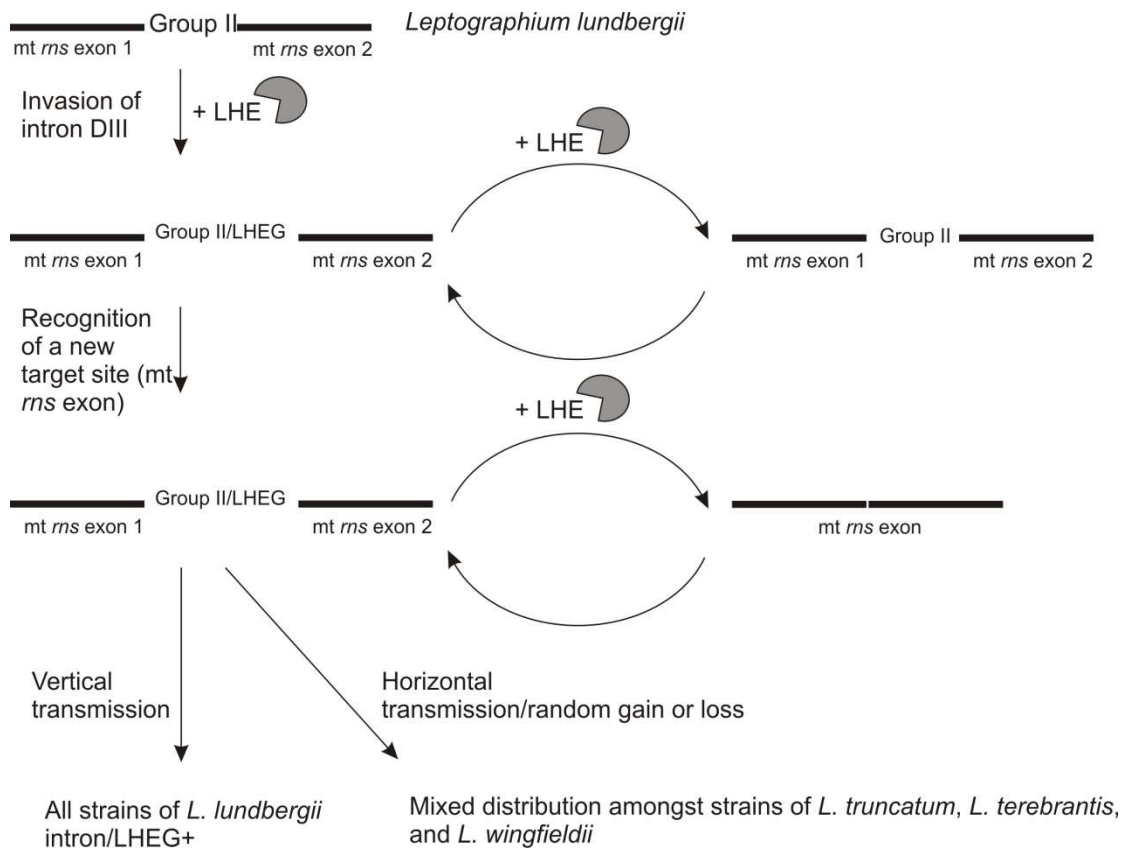 Group II
Leptographium lundbergii
mt rns exon 1
mt rns exon 2
Invasion of
intron DIII
+ LHE
+ LHE
Group II/LHEG
mt rns exon 1
mt rns exon 2
Group II
mt rns exon 1
mt rns exon 2
Recognition
of a new
target site (mt
rns exon)
+ LHE
Group II/LHEG
mt rns exon 1
mt rns exon 2
mt rns exon
Vertical
transmission
Horizontal
transmission/random gain or loss
All strains of L. lundbergii
intron/LHEG+
Mixed distribution amongst strains of L. truncatum, L. terebrantis,
and L. wingfieldii